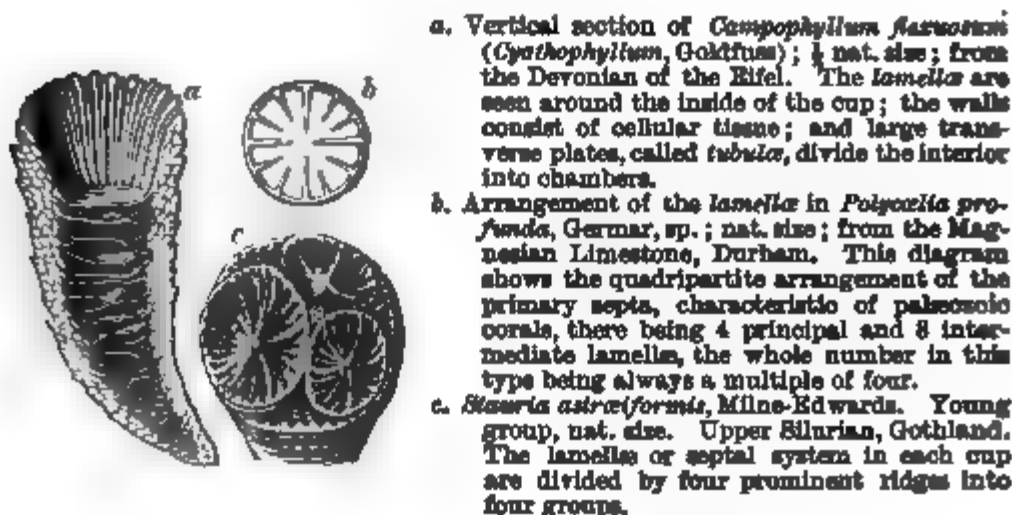 a
b
c
a. Vertical section of Campophyllum flexuosum
(Cyathophyllum, Goldfuss); ½ nat. size; from
the Devonian of the Eifel. The lamellæ are
seen around the inside of the cup; the walls
consist of cellular tissue; and large trans-
verse plates, called tabulæ, divide the interior
into chambers.
b. Arrangement of the lamellæ in Polycœlia pro-
funda, Germar, sp.; nat. size; from the Mag-
nesian Limestone, Durham. This diagram
shows the quadripartite arrangement of the
primary septa, characteristic of palæozoic
corals, there being 4 principal and 8 inter-
mediate lamellæ, the whole number in this
type being always a multiple of four.
c. Stauria astræiformis, Milne-Edwards. Young
group, nat. size. Upper Silurian, Gothland.
The lamellæ or septal system in each cup
are divided by four prominent ridges into
four groups.